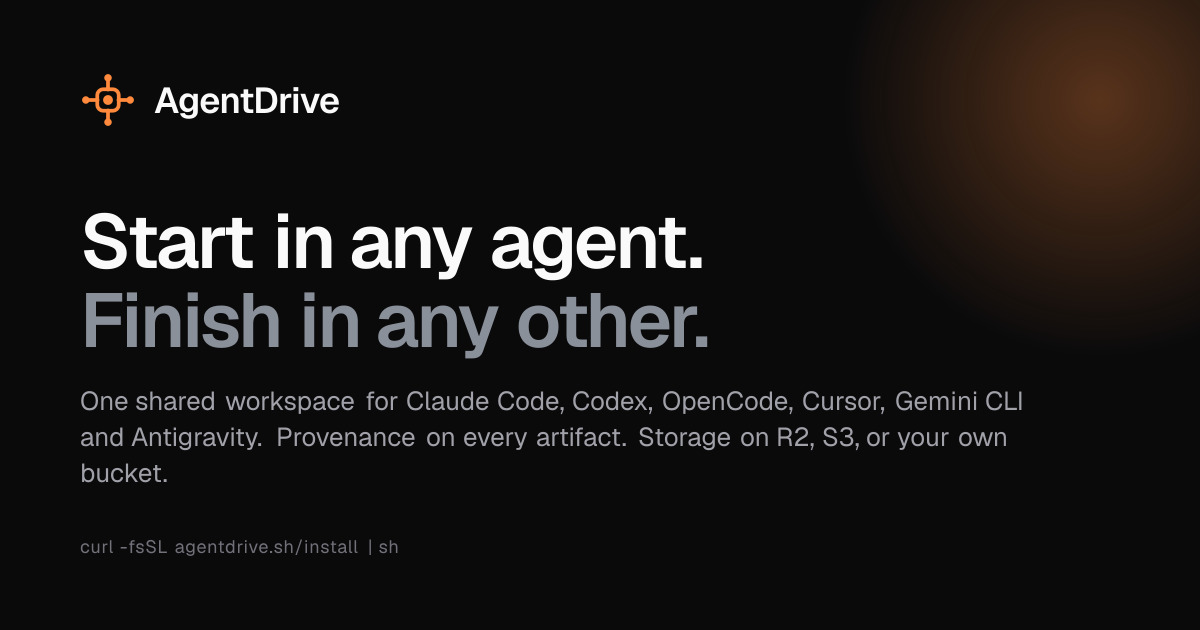 AgentDrive
Start in any agent.
Finish in any other.
One shared workspace for Claude Code, Codex, OpenCode, Cursor, Gemini CLI
and Antigravity. Provenance on every artifact. Storage on R2, S3, or your own
bucket.
curl -fsSL agentdrive.sh/install | sh